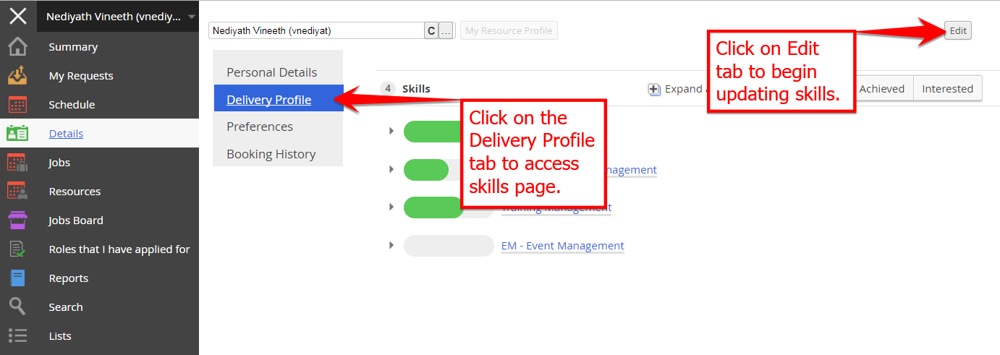 Nediyath Vineeth (vnediy...
Summary
My Requests
Schedule
Details
Jobs
Resources
Jobs Board
Roles that I have applied for
Reports
Search
Lists
Nediyath Vineeth (vnediyat) C ... My Resource Profile Edit
Personal Details
Delivery Profile
Preferences
Booking History
4 Skills Expand Achieved Interested
Click on Edit
tab to begin
updating skills.
Click on the
Delivery Profile
tab to access
skills page.
Training Management
EM - Event Management